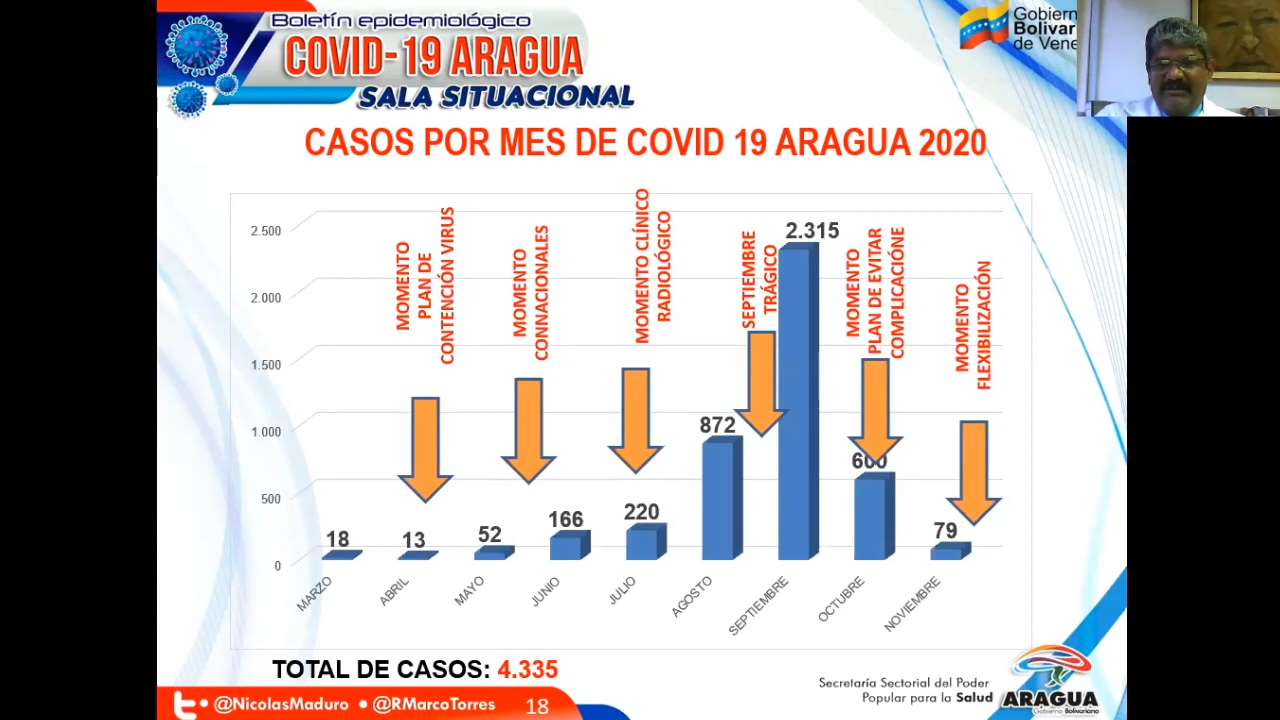 Boletín epidemiológico
COVID-19 ARAGUA
SALA SITUACIONAL
Gobier
Bolivar
de Vene
CASOS POR MES DE COVID 19 ARAGUA 2020
2.500
2.000
1.500
1.000
500
0
MOMENTO
PLAN DE
CONTENCIÓN VIRUS
MOMENTO
CONNACIONALES
MOMENTO CLÍNICO
RADIOLÓGICO
SEPTIEMBRE
TRÁGICO
MOMENTO
PLAN DE EVITAR
COMPLICACIÓNE
MOMENTO
FLEXIBILIZACIÓN
18
13
52
166
220
872
2.315
600
79
MARZO
ABRIL
MAYO
JUNIO
JULIO
AGOSTO
SEPTIEMBRE
OCTUBRE
NOVIEMBRE
TOTAL DE CASOS: 4.335
@NicolasMaduro @RMarcoTorres 18
Secretaría Sectorial del Poder
Popular para la Salud
ARAGUA
Gobierno Bolivariano